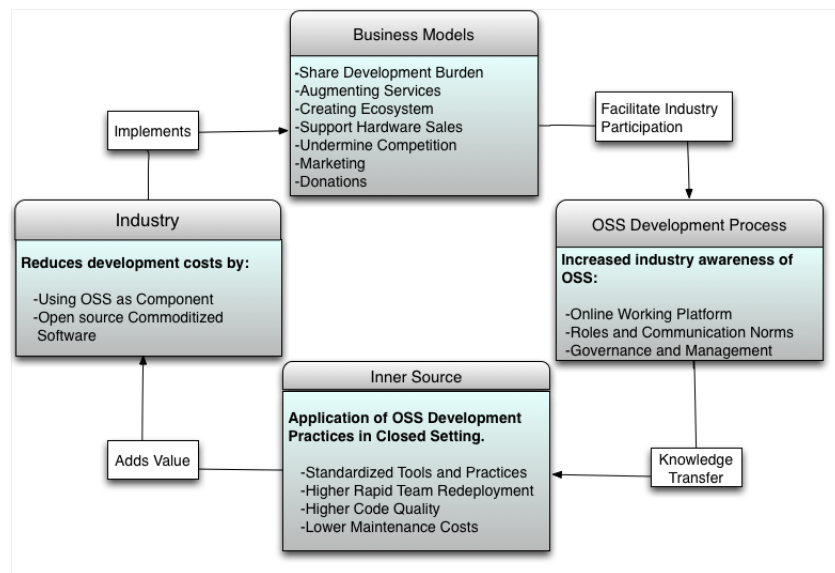 Business Models
-Share Development Burden
-Augmenting Services
-Creating Ecosystem
-Support Hardware Sales
-Undermine Competition
-Marketing
-Donations
Implements
Facilitate Industry
Participation
Industry
Reduces development costs by:
-Using OSS as Component
-Open source Commoditized
Software
OSS Development Process
Increased industry awareness of
OSS:
-Online Working Platform
-Roles and Communication Norms
-Governance and Management
Inner Source
Application of OSS Development
Practices in Closed Setting.
-Standardized Tools and Practices
-Higher Rapid Team Redeployment
-Higher Code Quality
-Lower Maintenance Costs
Adds Value
Knowledge
Transfer